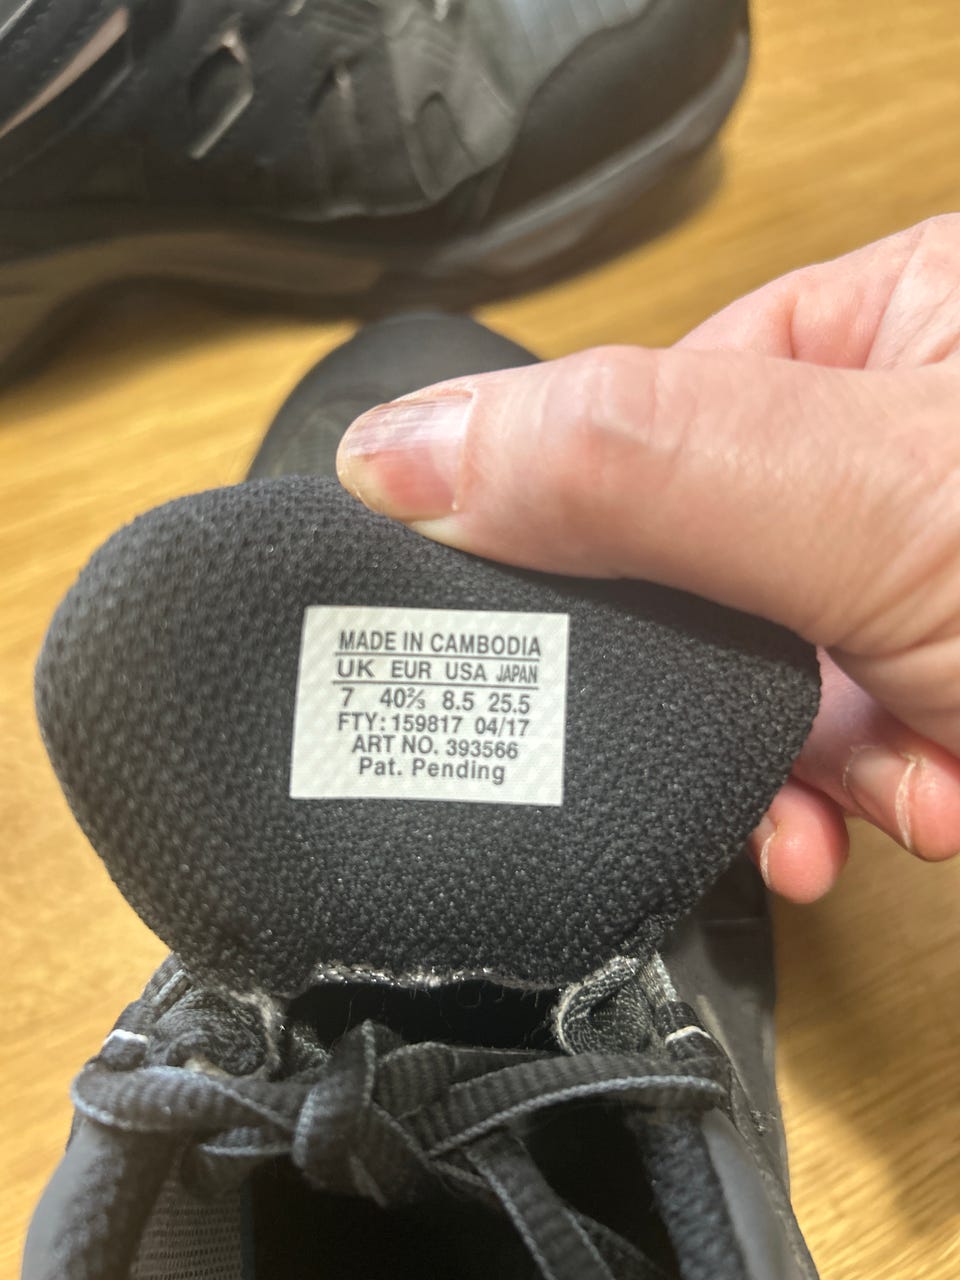 MADE IN CAMBODIA
UK EUR USA JAPAN
7 40⅔ 8.5 25.5
FTY: 159817 04/17
ART NO. 393566
Pat. Pending